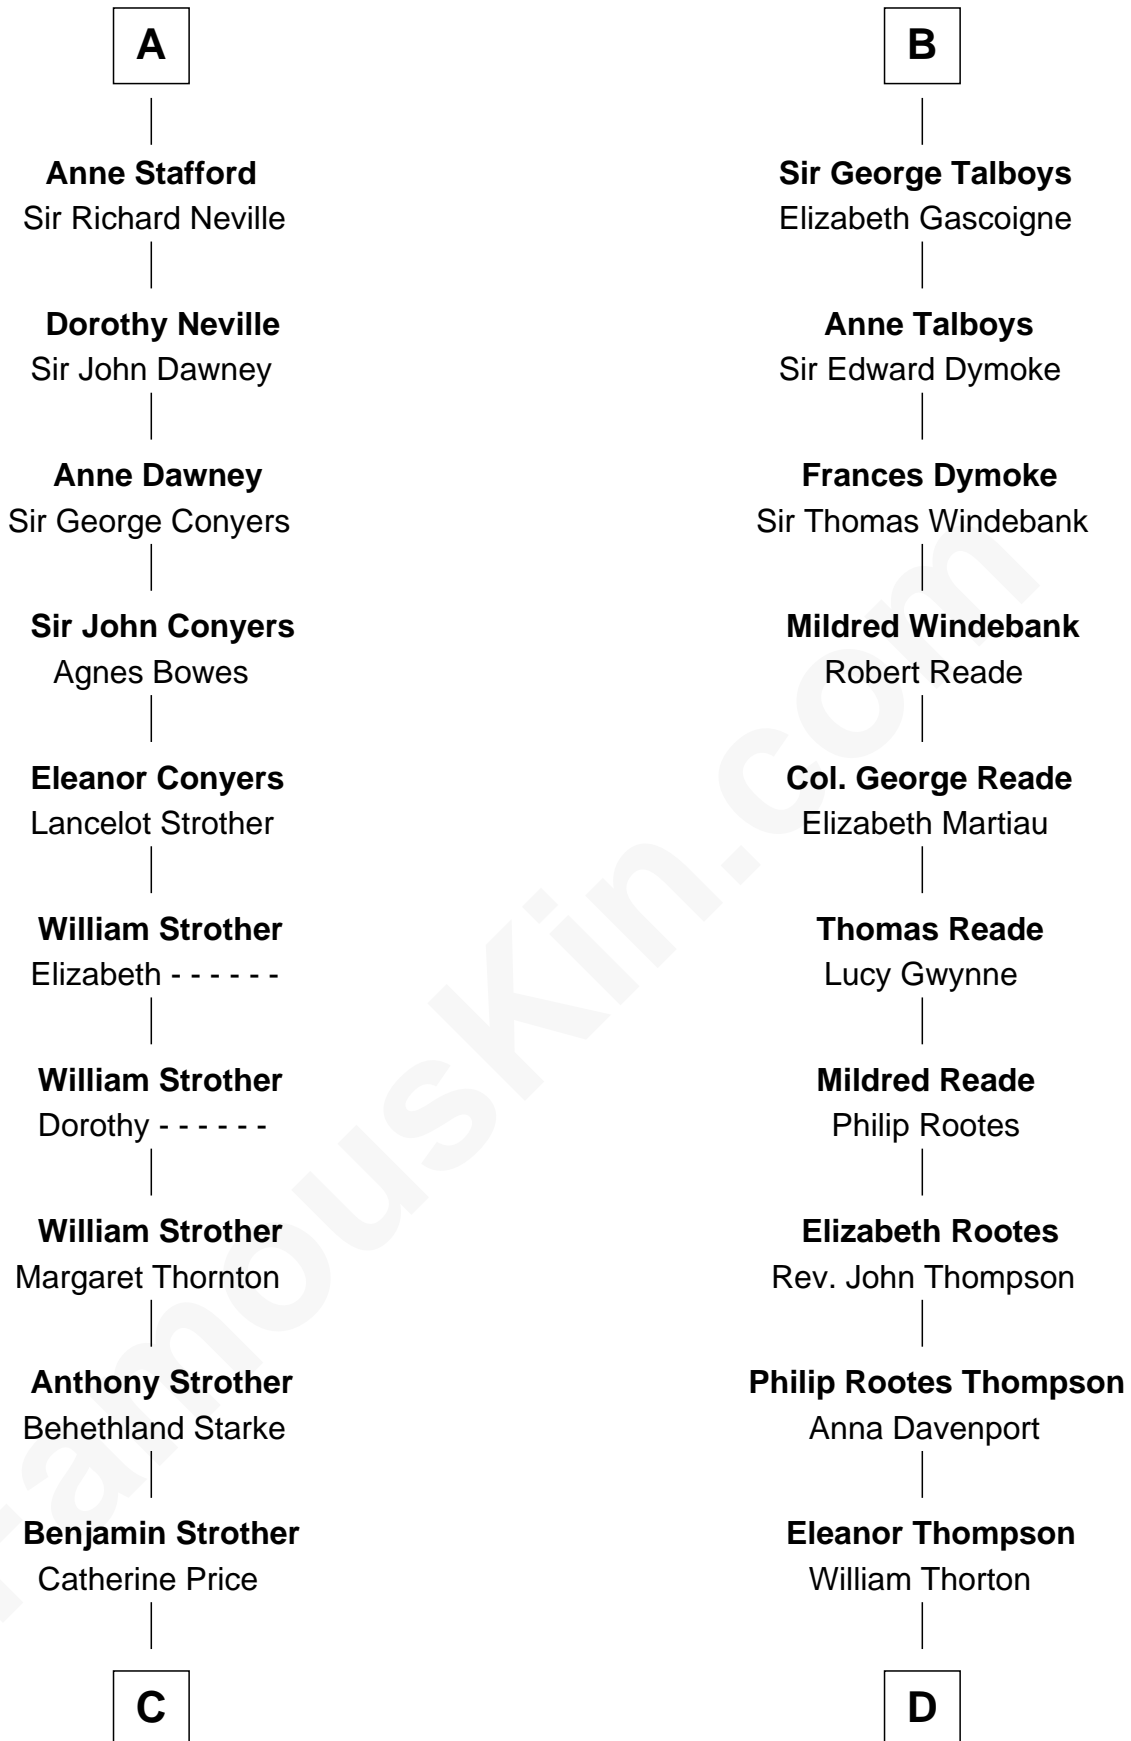 A
Anne Stafford
Sir Richard Neville
Dorothy Neville
Sir John Dawney
Anne Dawney
Sir George Conyers
Sir John Conyers
Agnes Bowes
Eleanor Conyers
Lancelot Strother
William Strother
Elizabeth - - - - - -
William Strother
Dorothy - - - - - -
William Strother
Margaret Thornton
Anthony Strother
Behethland Starke
Benjamin Strother
Catherine Price
C
B
Sir George Talboys
Elizabeth Gascoigne
Anne Talboys
Sir Edward Dymoke
Frances Dymoke
Sir Thomas Windebank
Mildred Windebank
Robert Reade
Col. George Reade
Elizabeth Martiau
Thomas Reade
Lucy Gwynne
Mildred Reade
Philip Rootes
Elizabeth Rootes
Rev. John Thompson
Philip Rootes Thompson
Anna Davenport
Eleanor Thompson
William Thorton
D
FamousKin.com